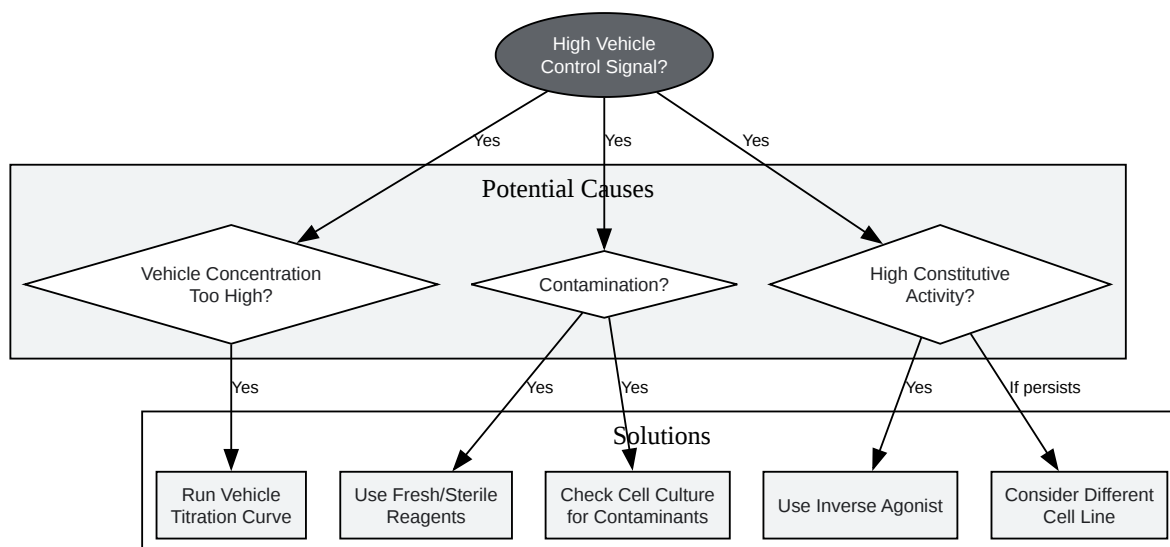 High Vehicle
Control Signal?
Yes
Yes
Yes
Potential Causes
Vehicle Concentration
Too High?
Contamination?
High Constitutive
Activity?
Yes
Yes
Yes
Yes
If persists
Solutions
Run Vehicle
Titration Curve
Use Fresh/Sterile
Reagents
Check Cell Culture
for Contaminants
Use Inverse Agonist
Consider Different
Cell Line